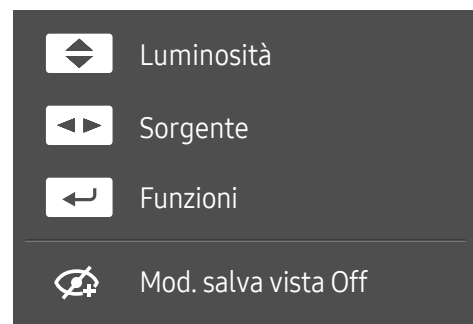 Luminosità
Sorgente
Funzioni
Mod. salva vista Off